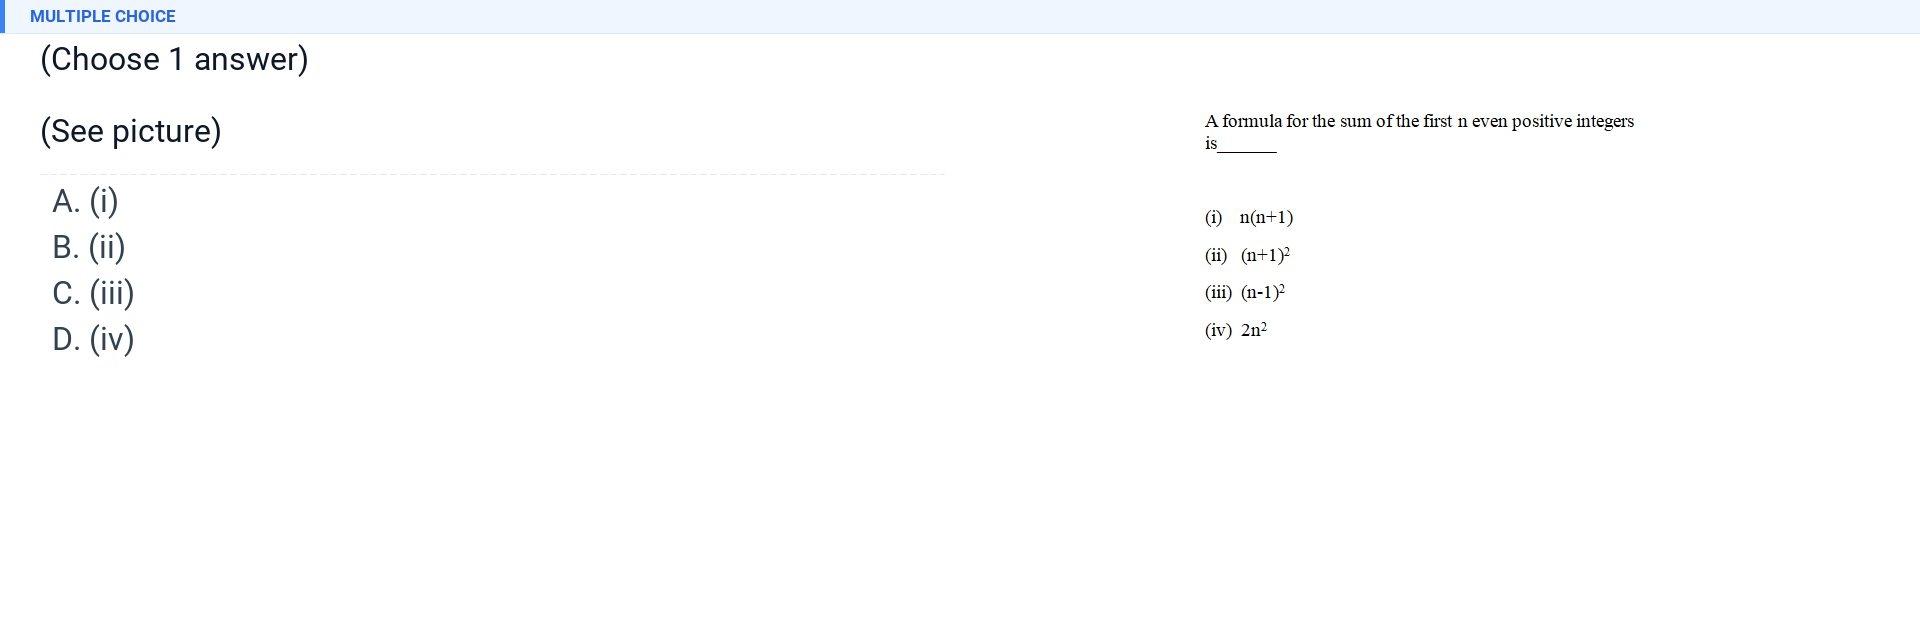 MULTIPLE CHOICE
(Choose 1 answer)
(See picture)
A. (i)
B. (ii)
C. (iii)
D. (iv)
A formula for the sum of the first n even positive integers
is______
(i) n(n+1)
(ii) (n+1)²
(iii) (n-1)²
(iv) 2n²